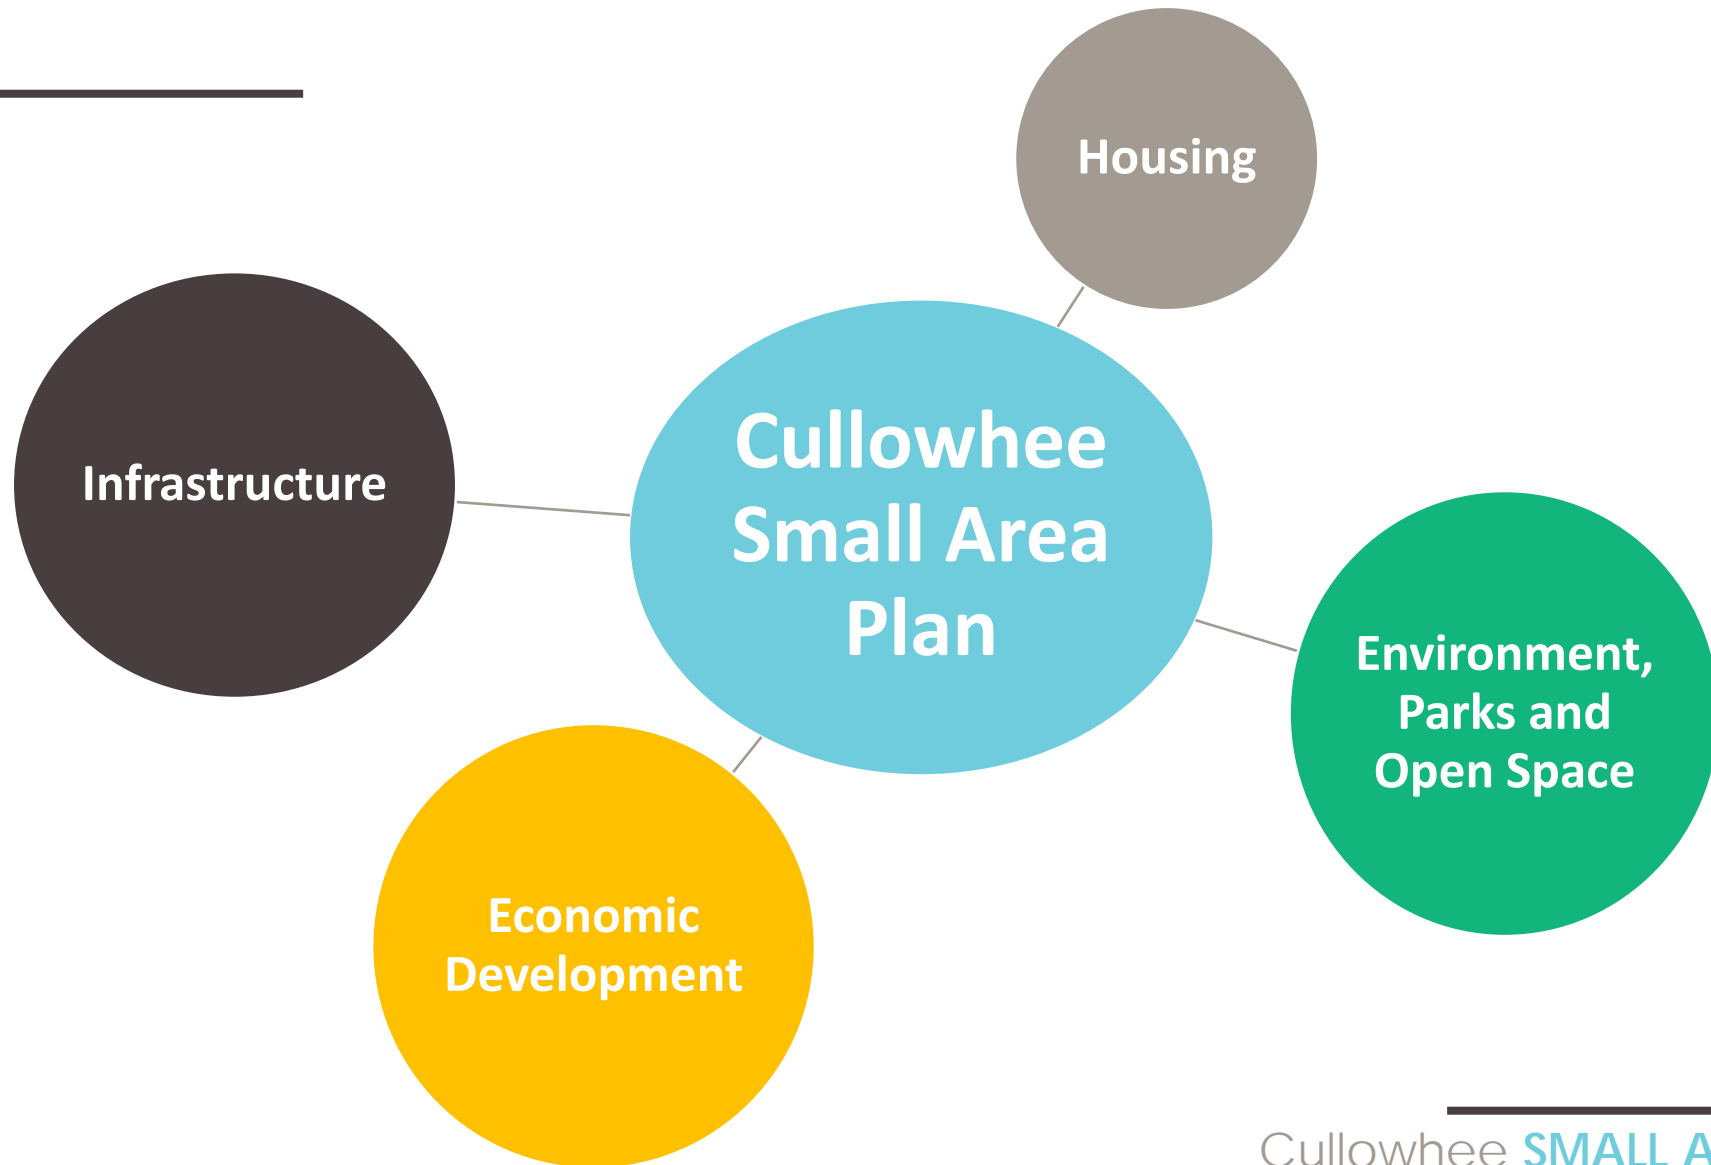 Housing
Infrastructure
Cullowhee
Small Area
Plan
Environment,
Parks and
Open Space
Economic
Development
Cullowhee SMALL A